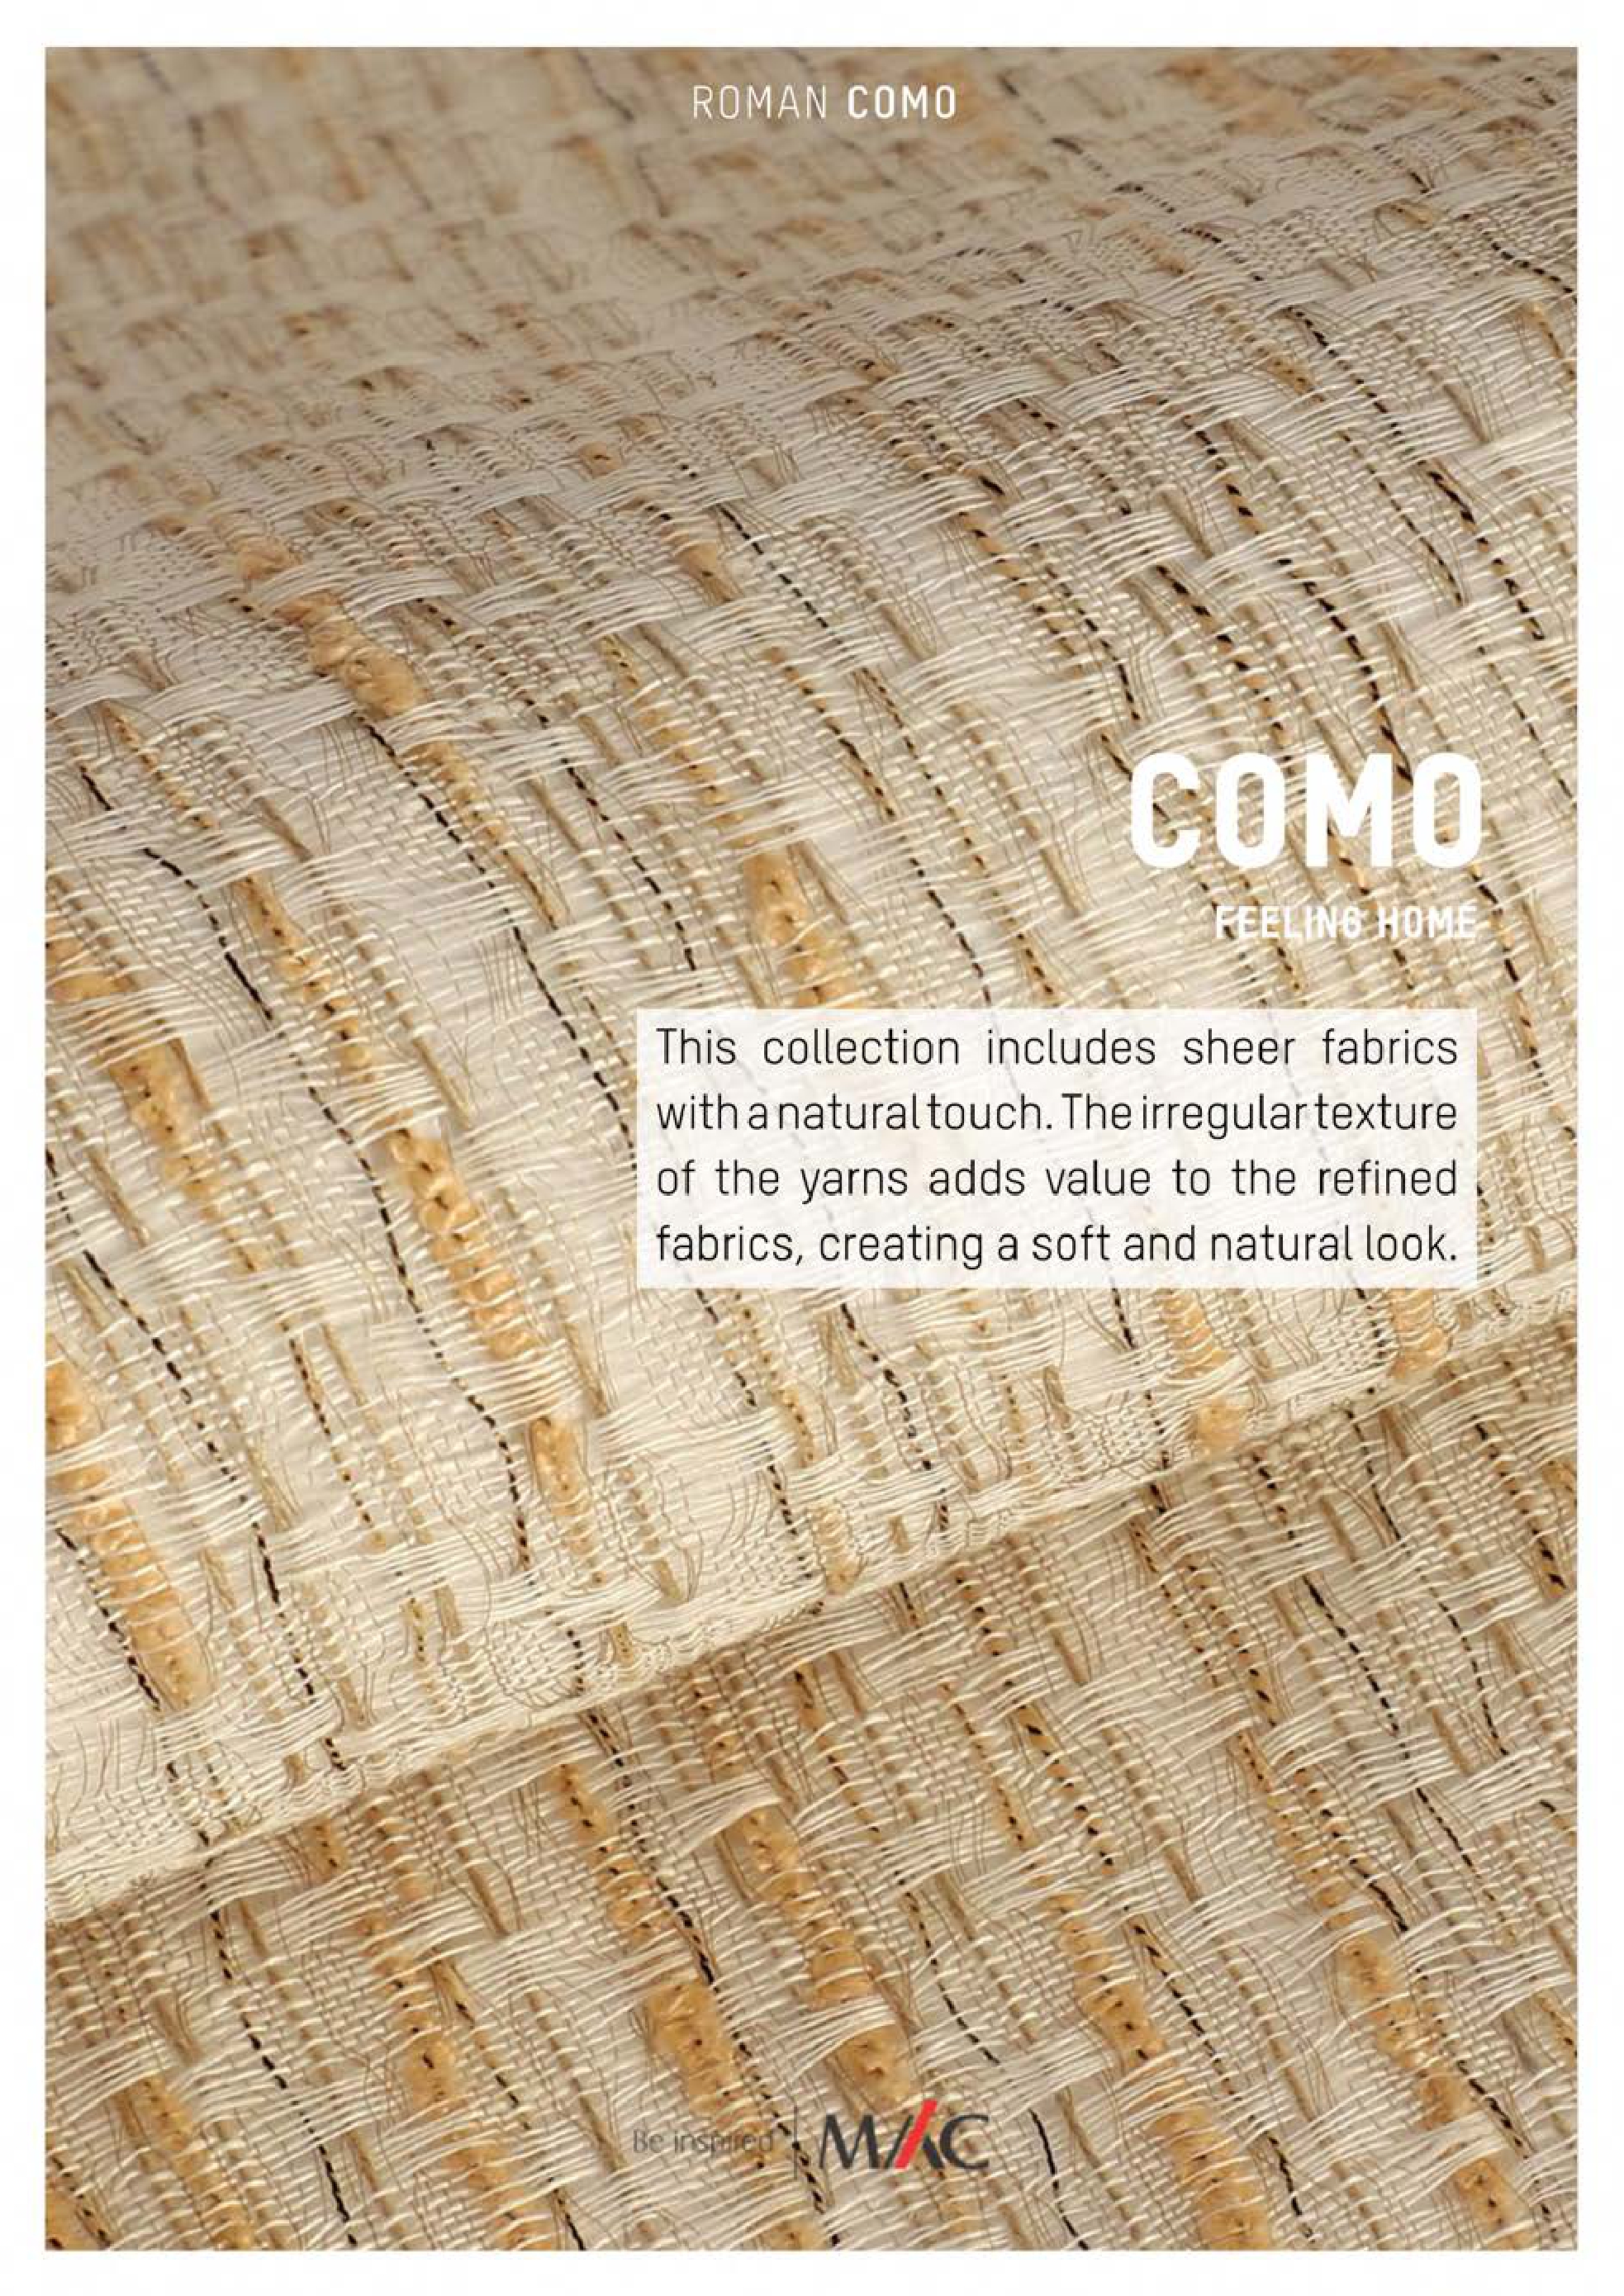 ROMAN COMO
COMO
FEELING HOME
This collection includes sheer fabrics
with a natural touch. The irregular texture
of the yarns adds value to the refined
fabrics, creating a soft and natural look.
Be inspired MAC